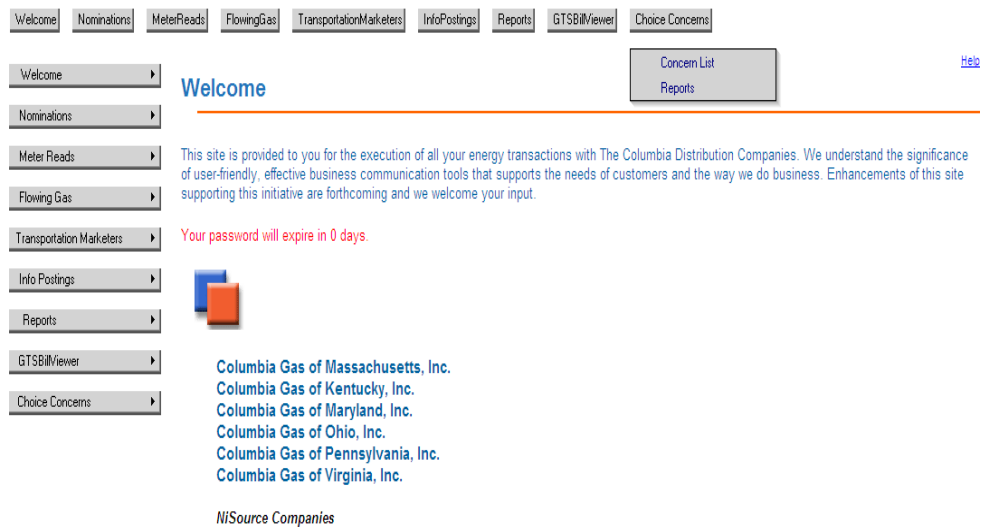 Welcome Nominations MeterReads FlowingGas TransportationMarketers InfoPostings Reports GTSBillViewer Choice Concerns
Concern List
Reports
Help
Welcome
Nominations
Meter Reads
Flowing Gas
Transportation Marketers
Info Postings
Reports
GTSBillViewer
Choice Concerns
Welcome
This site is provided to you for the execution of all your energy transactions with The Columbia Distribution Companies. We understand the significance
of user-friendly, effective business communication tools that supports the needs of customers and the way we do business. Enhancements of this site
supporting this initiative are forthcoming and we welcome your input.
Your password will expire in 0 days.
Columbia Gas of Massachusetts, Inc.
Columbia Gas of Kentucky, Inc.
Columbia Gas of Maryland, Inc.
Columbia Gas of Ohio, Inc.
Columbia Gas of Pennsylvania, Inc.
Columbia Gas of Virginia, Inc.
NiSource Companies